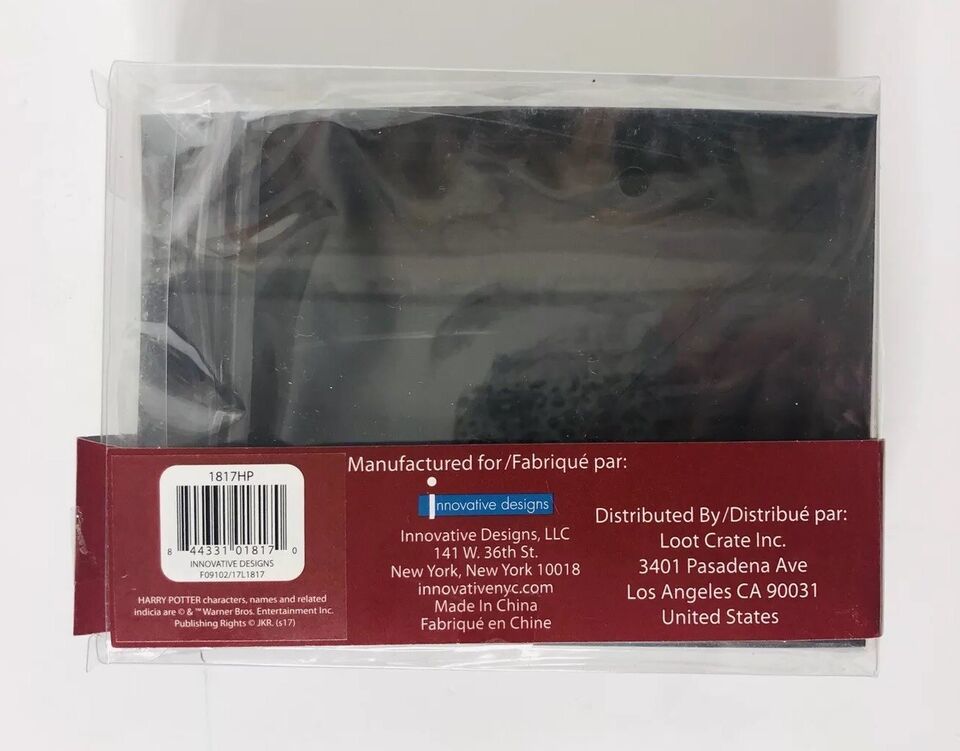 1817HP
8 44331 01817 0
INNOVATIVE DESIGNS
F09102/17L1817
HARRY POTTER characters, names and related
indicia are © & ™ Warner Bros. Entertainment Inc.
Publishing Rights © JKR. (s17)
Manufactured for/Fabriqué par:
innovative designs
Innovative Designs, LLC
141 W. 36th St.
New York, New York 10018
innovativenyc.com
Made In China
Fabriqué en Chine
Distributed By/Distribué par:
Loot Crate Inc.
3401 Pasadena Ave
Los Angeles CA 90031
United States